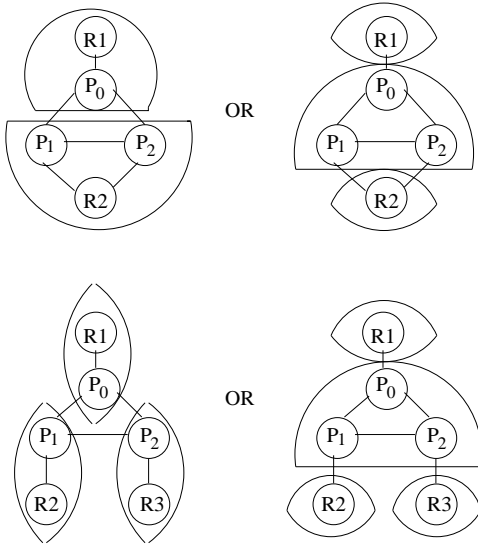 R1 R1
P0 OR P0
P1 P2 P1 P2
R2 R2
R1 R1
P0 OR P0
P1 P2 P1 P2
R2 R3 R2 R3